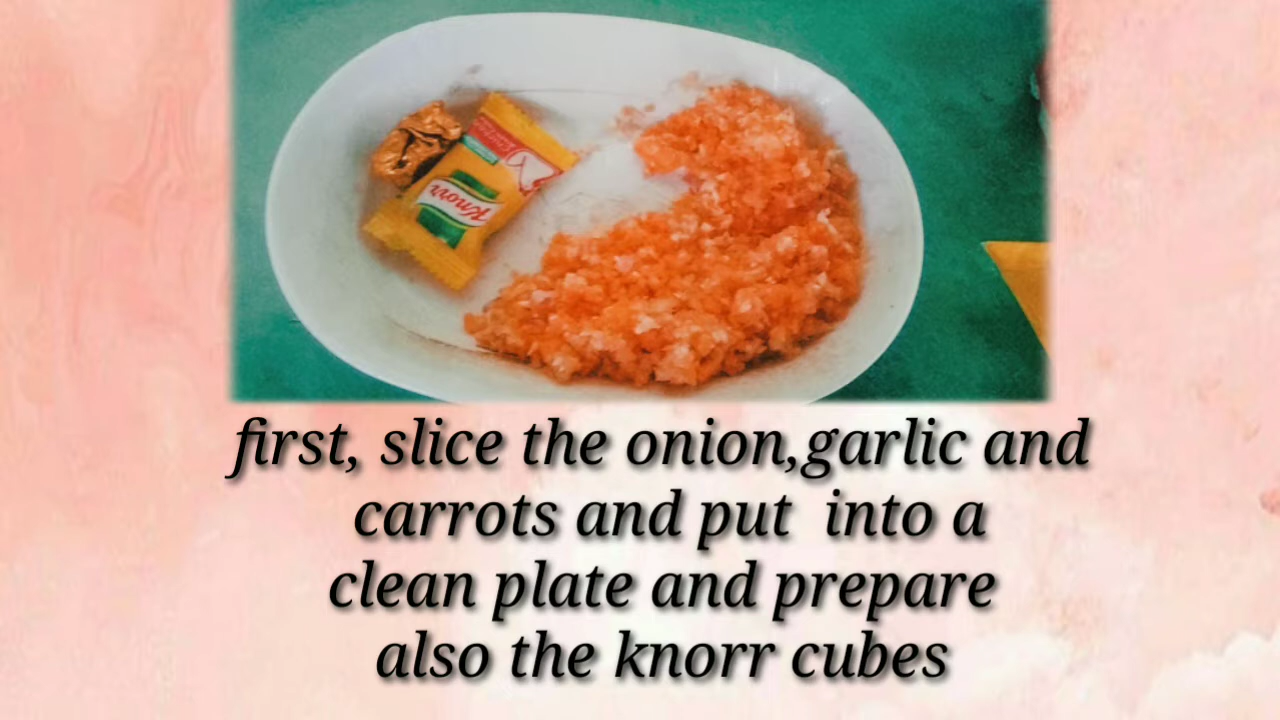 Knorr
first, slice the onion,garlic and
carrots and put  into a
clean plate and prepare
also the knorr cubes